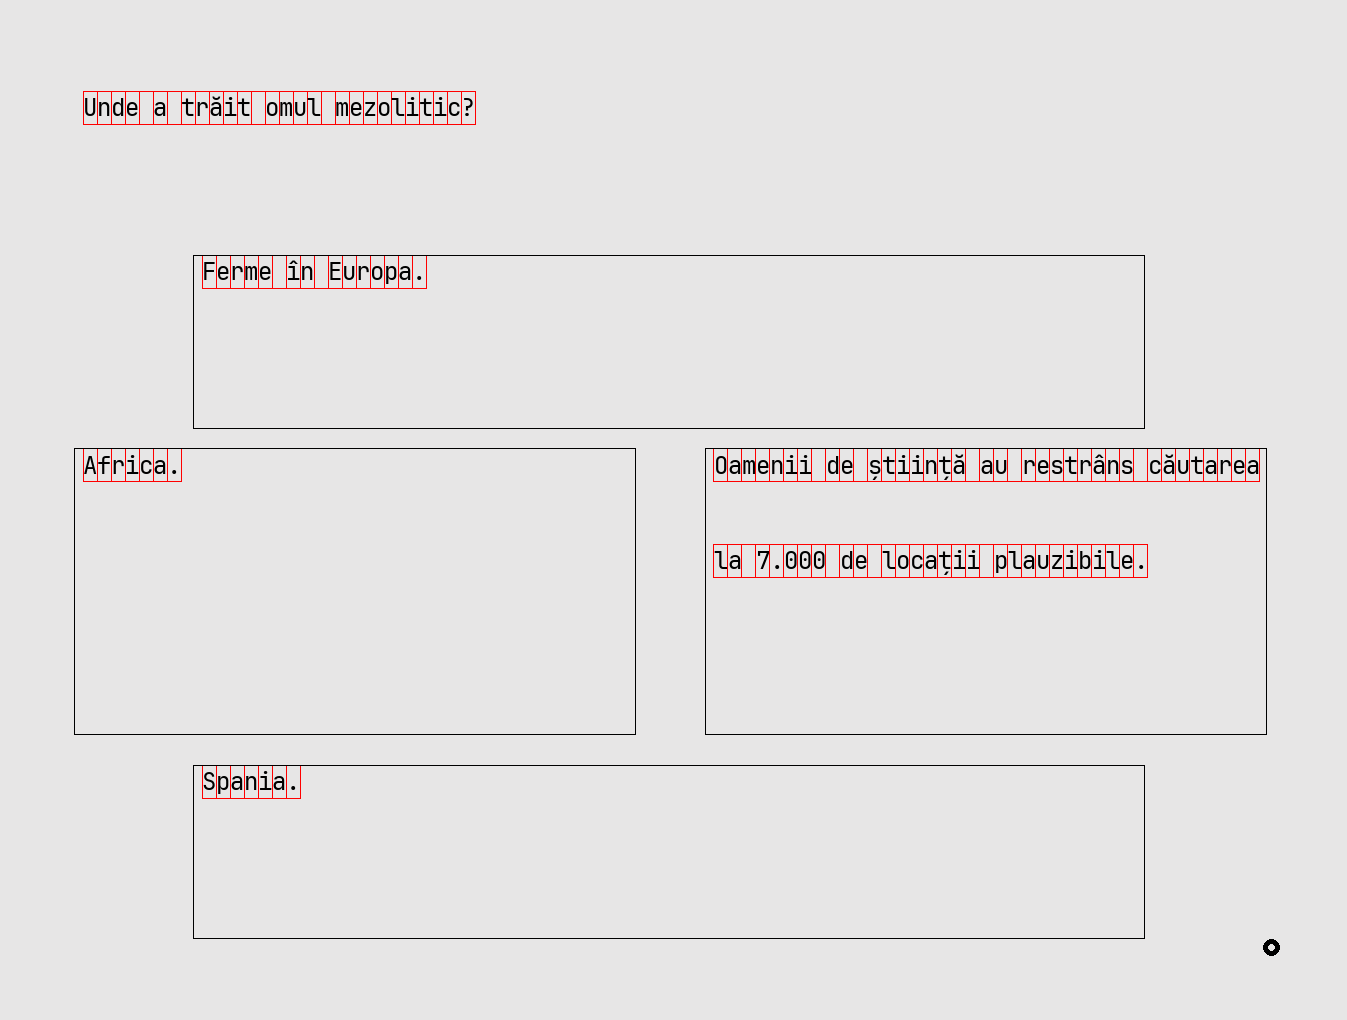 Unde a trăit omul mezolitic?
Ferme în Europa.
Africa.
Oamenii de știință au restrâns căutarea
la 7.000 de locații plauzibile.
Spania.